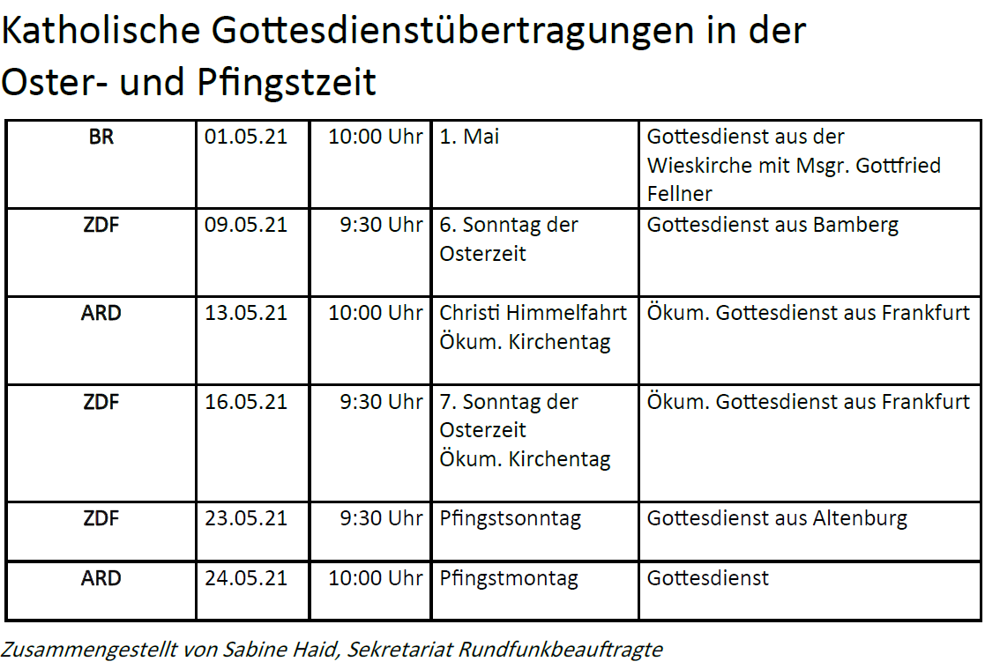 Katholische Gottesdienstübertragungen in der
Oster- und Pfingstzeit
BR 01.05.21 10:00 Uhr 1. Mai Gottesdienst aus der
Wieskirche mit Msgr. Gottfried
Fellner
ZDF 09.05.21 9:30 Uhr 6. Sonntag der Gottesdienst aus Bamberg
Osterzeit
ARD 13.05.21 10:00 Uhr Christi Himmelfahrt Ökum. Gottesdienst aus Frankfurt
Ökum. Kirchentag
ZDF 16.05.21 9:30 Uhr 7. Sonntag der Ökum. Gottesdienst aus Frankfurt
Osterzeit
Ökum. Kirchentag
ZDF 23.05.21 9:30 Uhr Pfingstsonntag Gottesdienst aus Altenburg
ARD 24.05.21 10:00 Uhr Pfingstmontag Gottesdienst
Zusammengestellt von Sabine Haid, Sekretariat Rundfunkbeauftragte